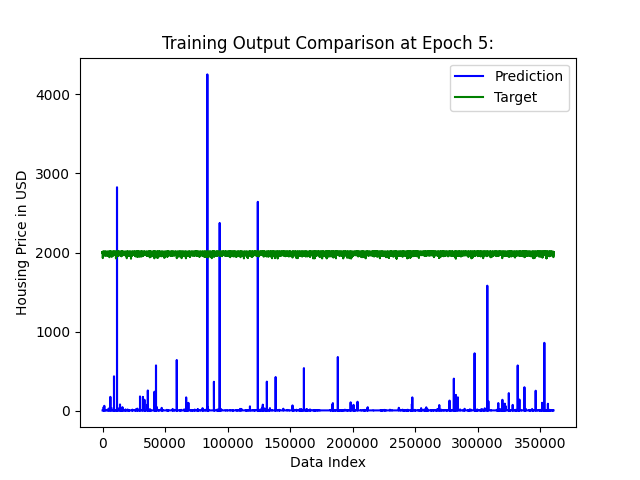 Training Output Comparison at Epoch 5:
Prediction
Target
Housing Price in USD
4000
3000
2000
1000
0
0 50000 100000 150000 200000 250000 300000 350000
Data Index